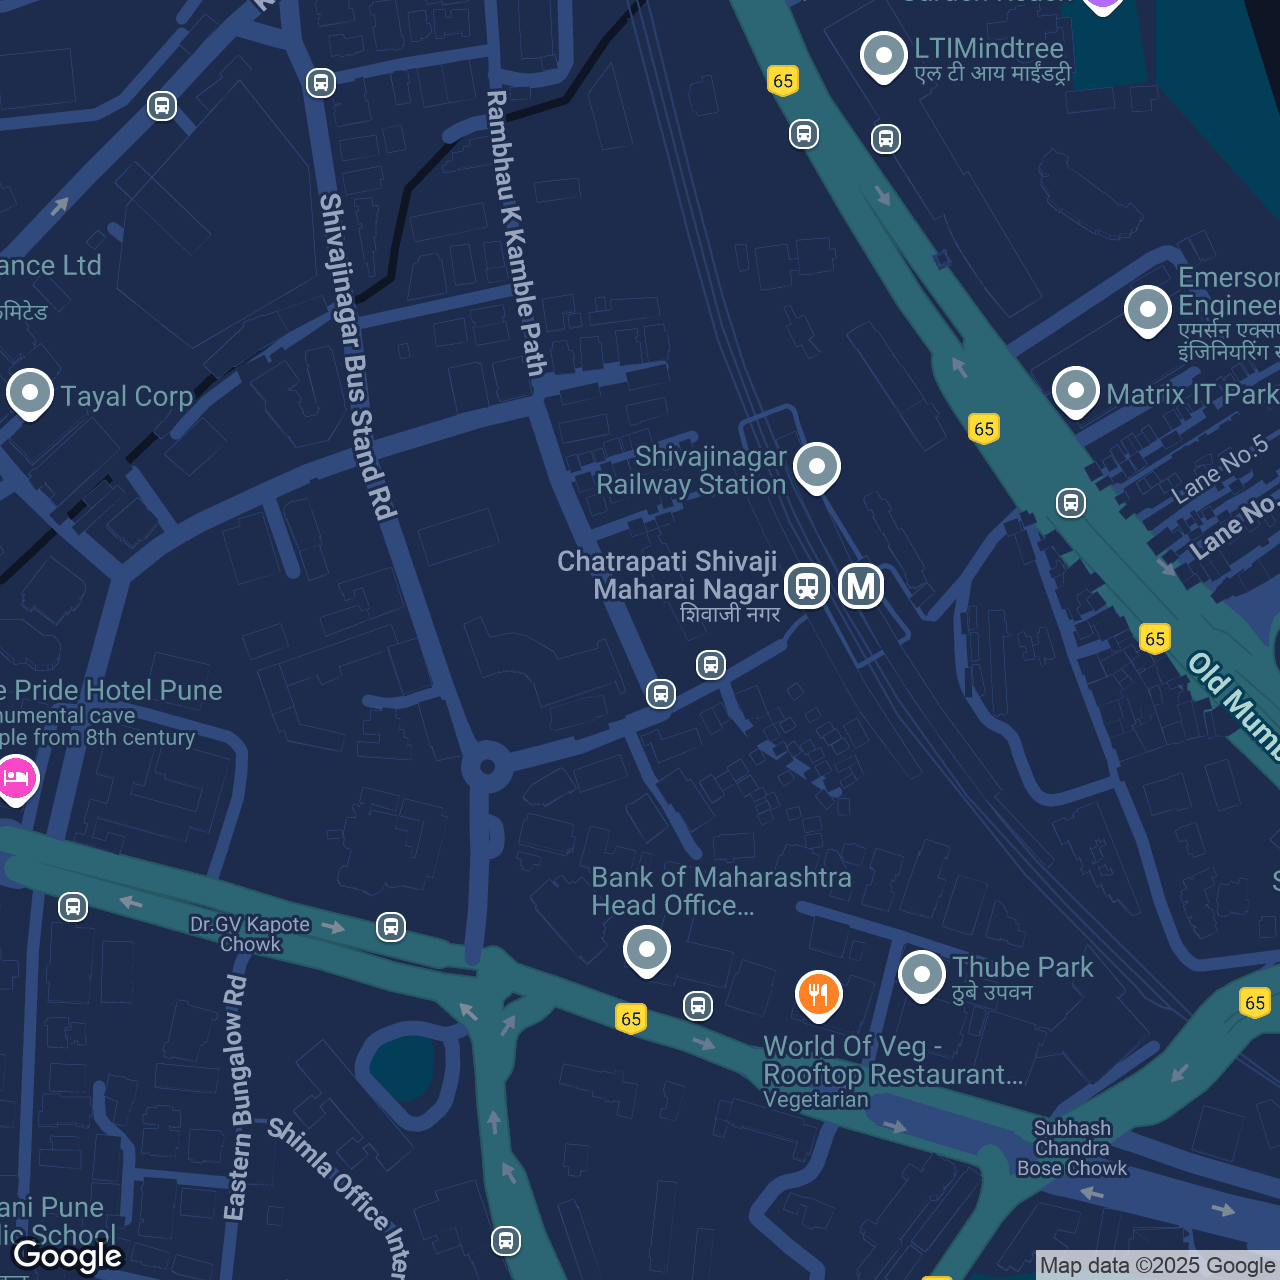 LTIMindtree
एल टी आय माईंडट्री
65
Rambhau K Kamble Path
Shivajinagar Bus Stand Rd
ance Ltd
Emerson
Engineer
एमर्सन एक्सप
इंजिनियरिंग
Tayal Corp
Matrix IT Park
65
Shivajinagar
Railway Station
Lane No.5
Lane No.
Chatrapati Shivaji
Maharaj Nagar
शिवाजी नगर
M
65
Old Mumb
e Pride Hotel Pune
numental cave
ple from 8th century
Bank of Maharashtra
Head Office...
Dr.GV Kapote
Chowk
Thube Park
ठुबे उपवन
65
65
World Of Veg -
Rooftop Restaurant...
Vegetarian
Eastern Bungalow Rd
Shimla Office Inter
Subhash
Chandra
Bose Chowk
ani Pune
lic School
Google
Map data ©2025 Google